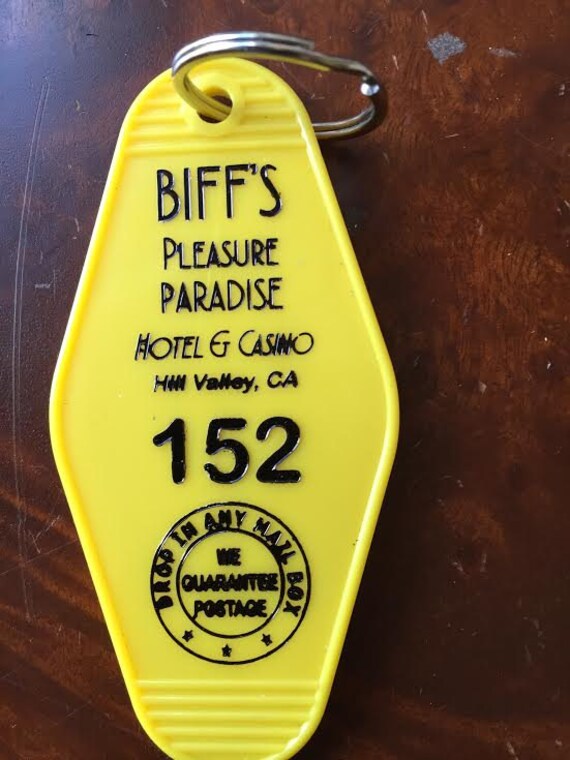 BIFF'S
PLEASURE
PARADISE
HOTEL & CASINO
Hill Valley, CA
152
DROP IN ANY MAIL BOX
WE
GUARANTEE
POSTAGE